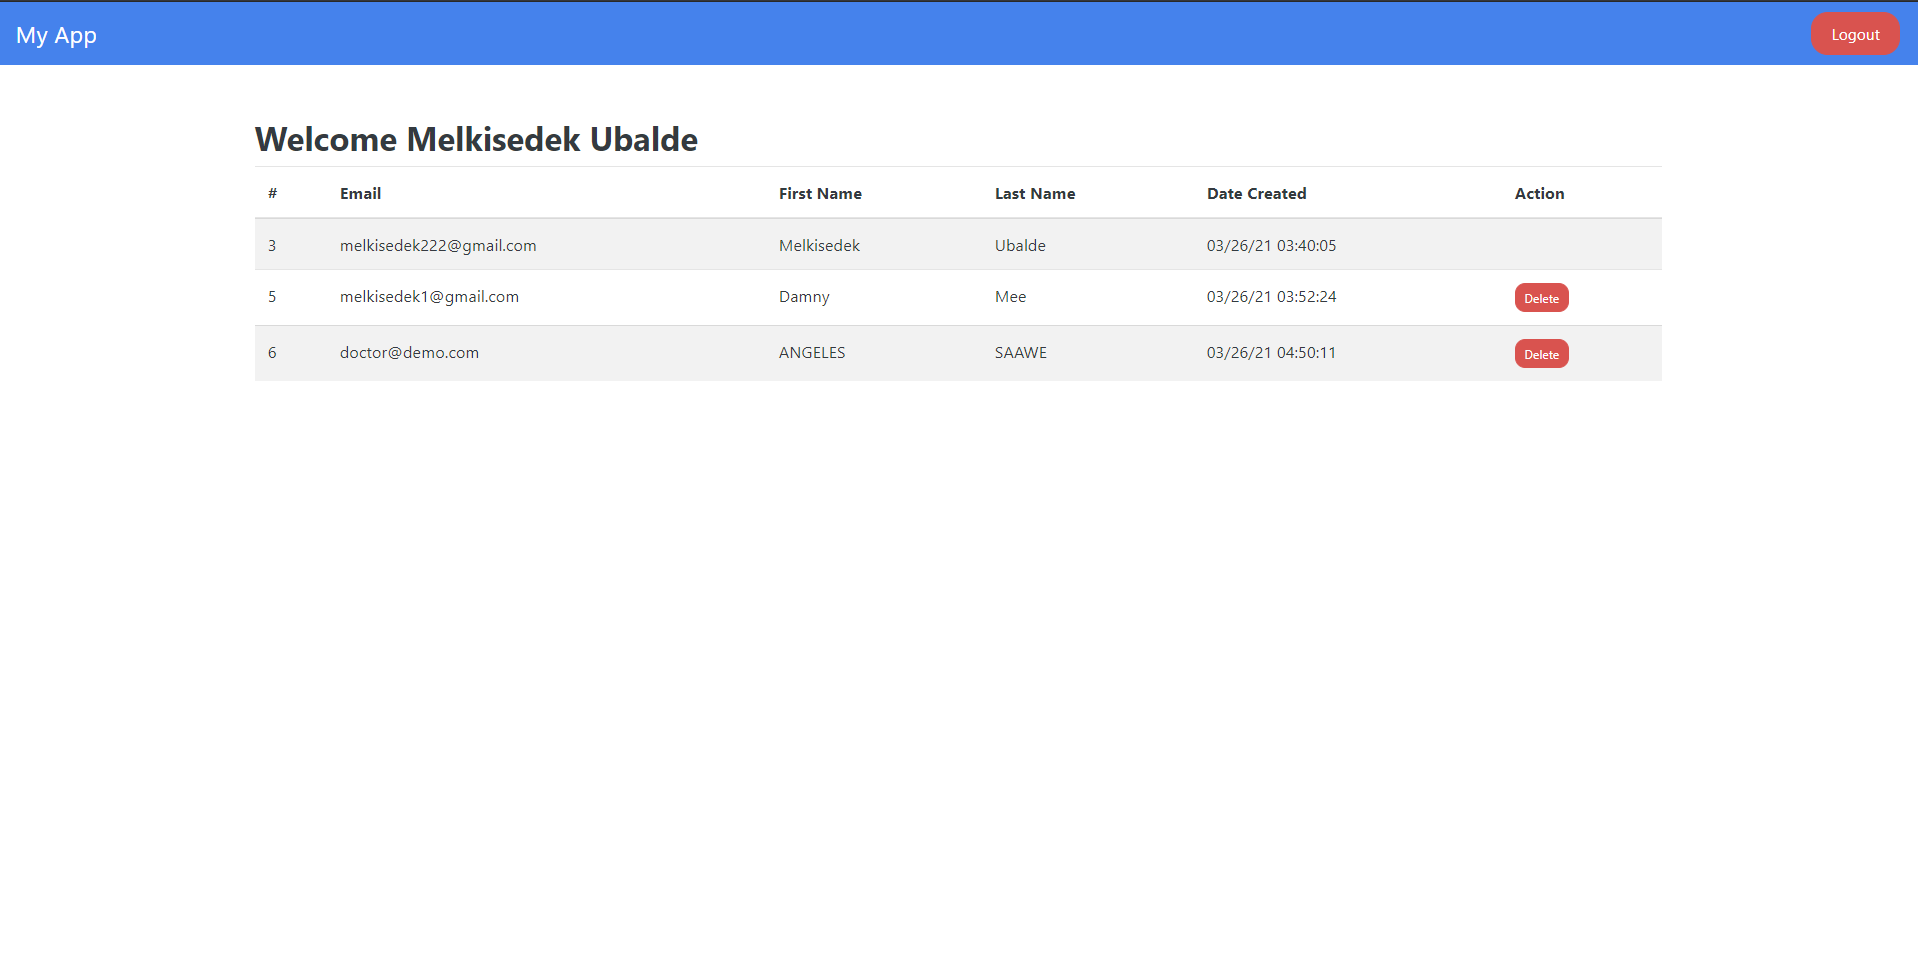 My App Logout
Welcome Melkisedek Ubalde
# Email First Name Last Name Date Created Action
3 melkisedek222@gmail.com Melkisedek Ubalde 03/26/21 03:40:05
5 melkisedek1@gmail.com Damny Mee 03/26/21 03:52:24 Delete
6 doctor@demo.com ANGELES SAAWE 03/26/21 04:50:11 Delete